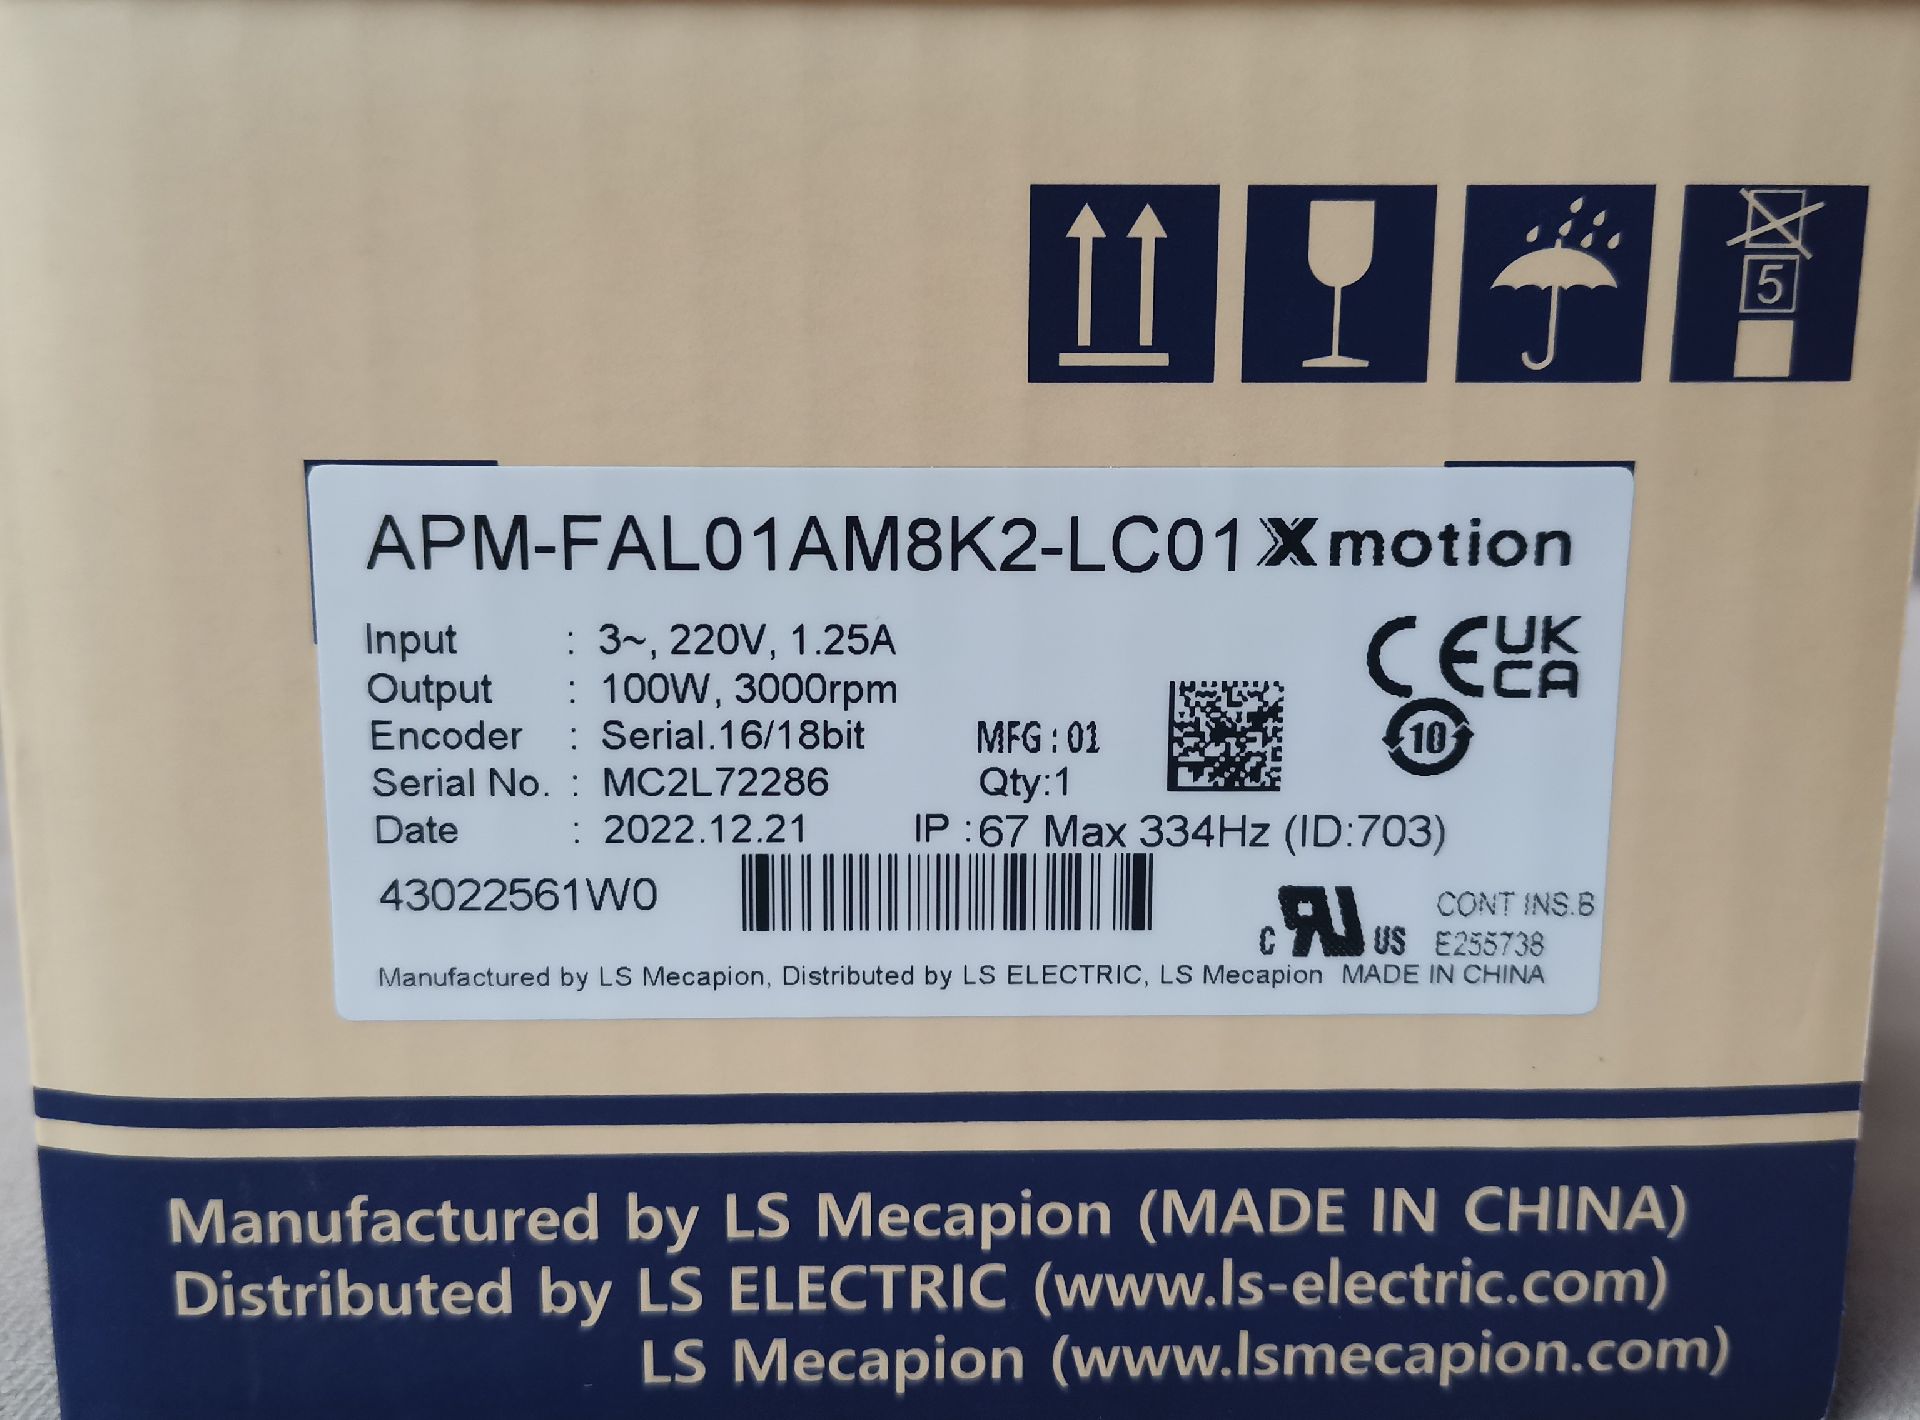 5
APM-FAL01AM8K2-LC01 Xmotion
Input : 3~, 220V, 1.25A
Output : 100W, 3000rpm
Encoder : Serial.16/18bit MFG : 01
Serial No. : MC2L72286 Qty:1
Date : 2022.12.21 IP : 67 Max 334Hz (ID:703)
CE UK
CA
10
43022561W0
c RU US CONT INS.B
E255738
Manufactured by LS Mecapion, Distributed by LS ELECTRIC, LS Mecapion MADE IN CHINA
Manufactured by LS Mecapion (MADE IN CHINA)
Distributed by LS ELECTRIC (www.ls-electric.com)
LS Mecapion (www.lsmecapion.com)